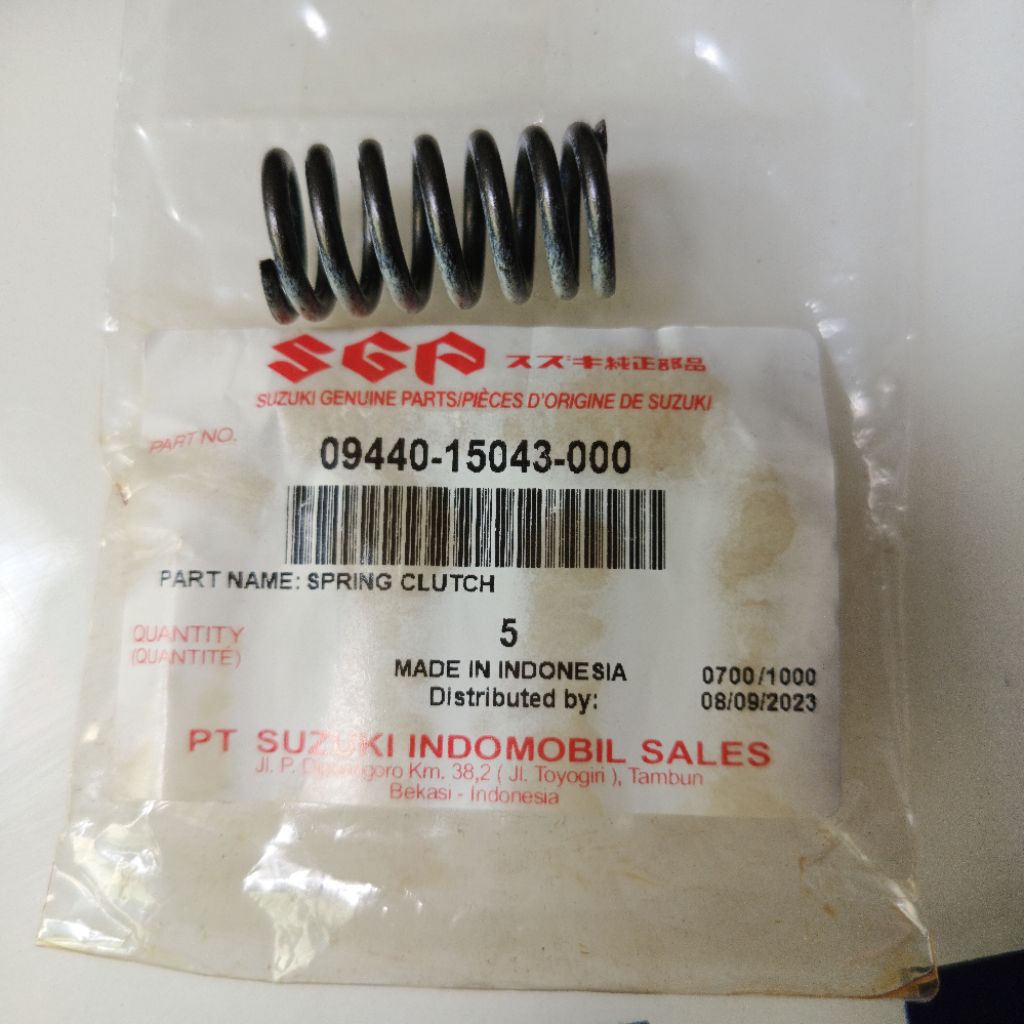 SGP スズキ純正部品
SUZUKI GENUINE PARTS/PIÈCES D'ORIGINE DE SUZUKI
PART NO.
09440-15043-000
PART NAME: SPRING CLUTCH
QUANTITY 5
(QUANTITÉ)
MADE IN INDONESIA 0700/1000
Distributed by: 08/09/2023
PT SUZUKI INDOMOBIL SALES
Jl. P. Diponegoro Km. 38,2 ( Jl. Toyogiri ), Tambun
Bekasi - Indonesia